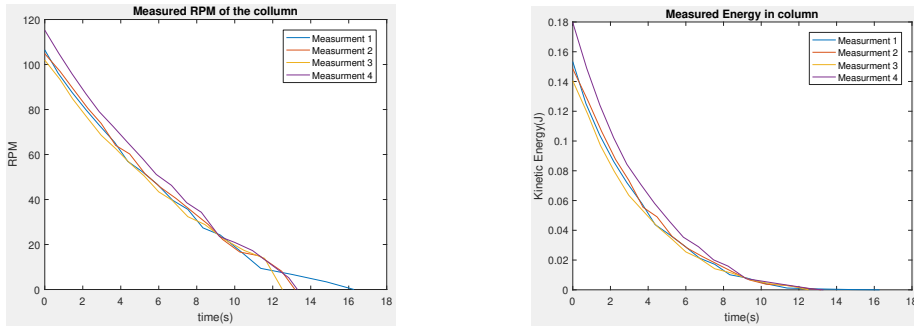 Measured RPM of the collumn
120
100
80
60
40
20
0
RPM
0 2 4 6 8 10 12 14 16 18
time(s)
Measurment 1
Measurment 2
Measurment 3
Measurment 4
Measured Energy in column
0.18
0.16
0.14
0.12
0.1
0.08
0.06
0.04
0.02
0
Kinetic Energy(J)
0 2 4 6 8 10 12 14 16 18
time(s)
Measurment 1
Measurment 2
Measurment 3
Measurment 4